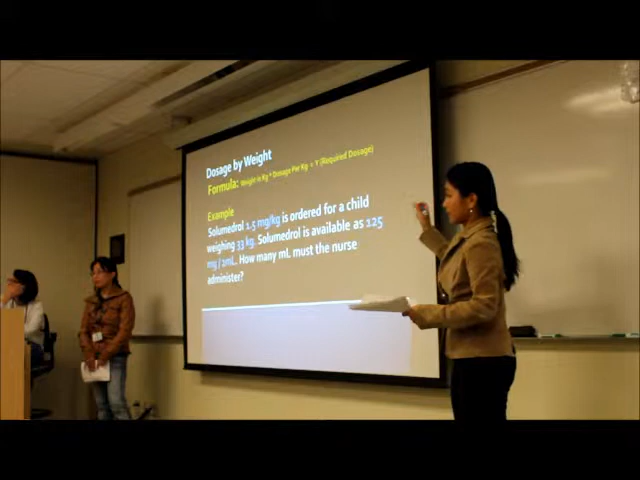 Dosage by Weight
Formula: Weight in Kg * Dosage Per Kg = Y (Required Dosage)
Example
Solumedrol 1.5 mg/kg is ordered for a child
weighing 33 kg. Solumedrol is available as 125
mg / 2mL. How many mL must the nurse
administer?